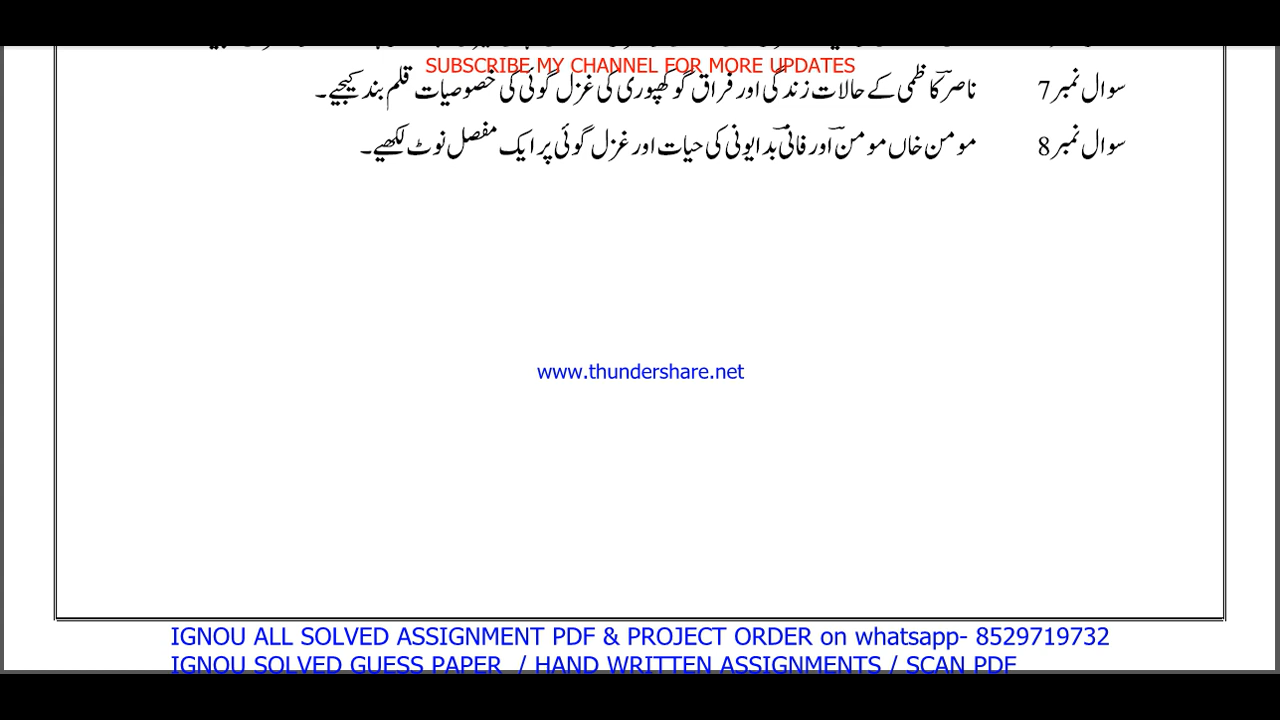 SUBSCRIBE MY CHANNEL FOR MORE UPDATES
سوال نمبر 7 ناصرؔ کاظمی کے حالات زندگی اور فراق گوکھپوری کی غزل گوئی کی خصوصیات قلم بند کیجیے۔
سوال نمبر 8 مومن خاں مومنؔ اور فانیؔ بدایونی کی حیات اور غزل گوئی پر ایک مفصل نوٹ لکھیے۔
www.thundershare.net
IGNOU ALL SOLVED ASSIGNMENT PDF & PROJECT ORDER on whatsapp- 8529719732
IGNOU SOLVED GUESS PAPER / HAND WRITTEN ASSIGNMENTS / SCAN PDF